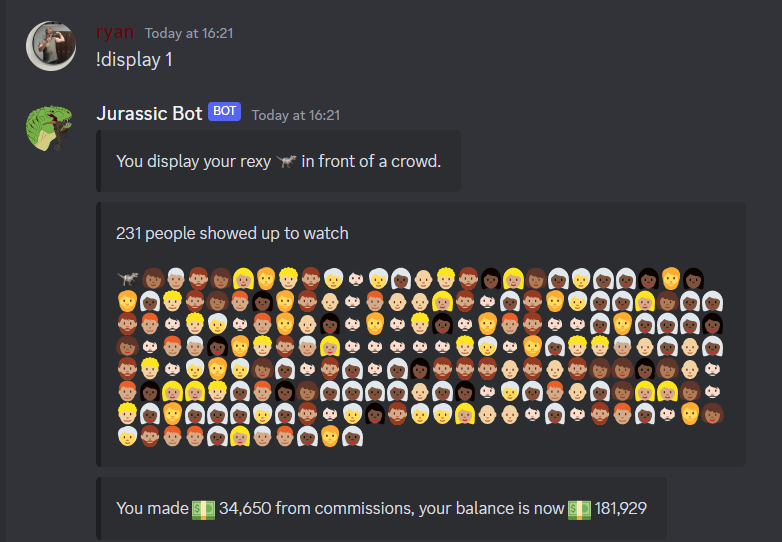 ryan Today at 16:21
!display 1
Jurassic Bot BOT Today at 16:21
You display your rexy in front of a crowd.
231 people showed up to watch
You made 34,650 from commissions, your balance is now 181,929